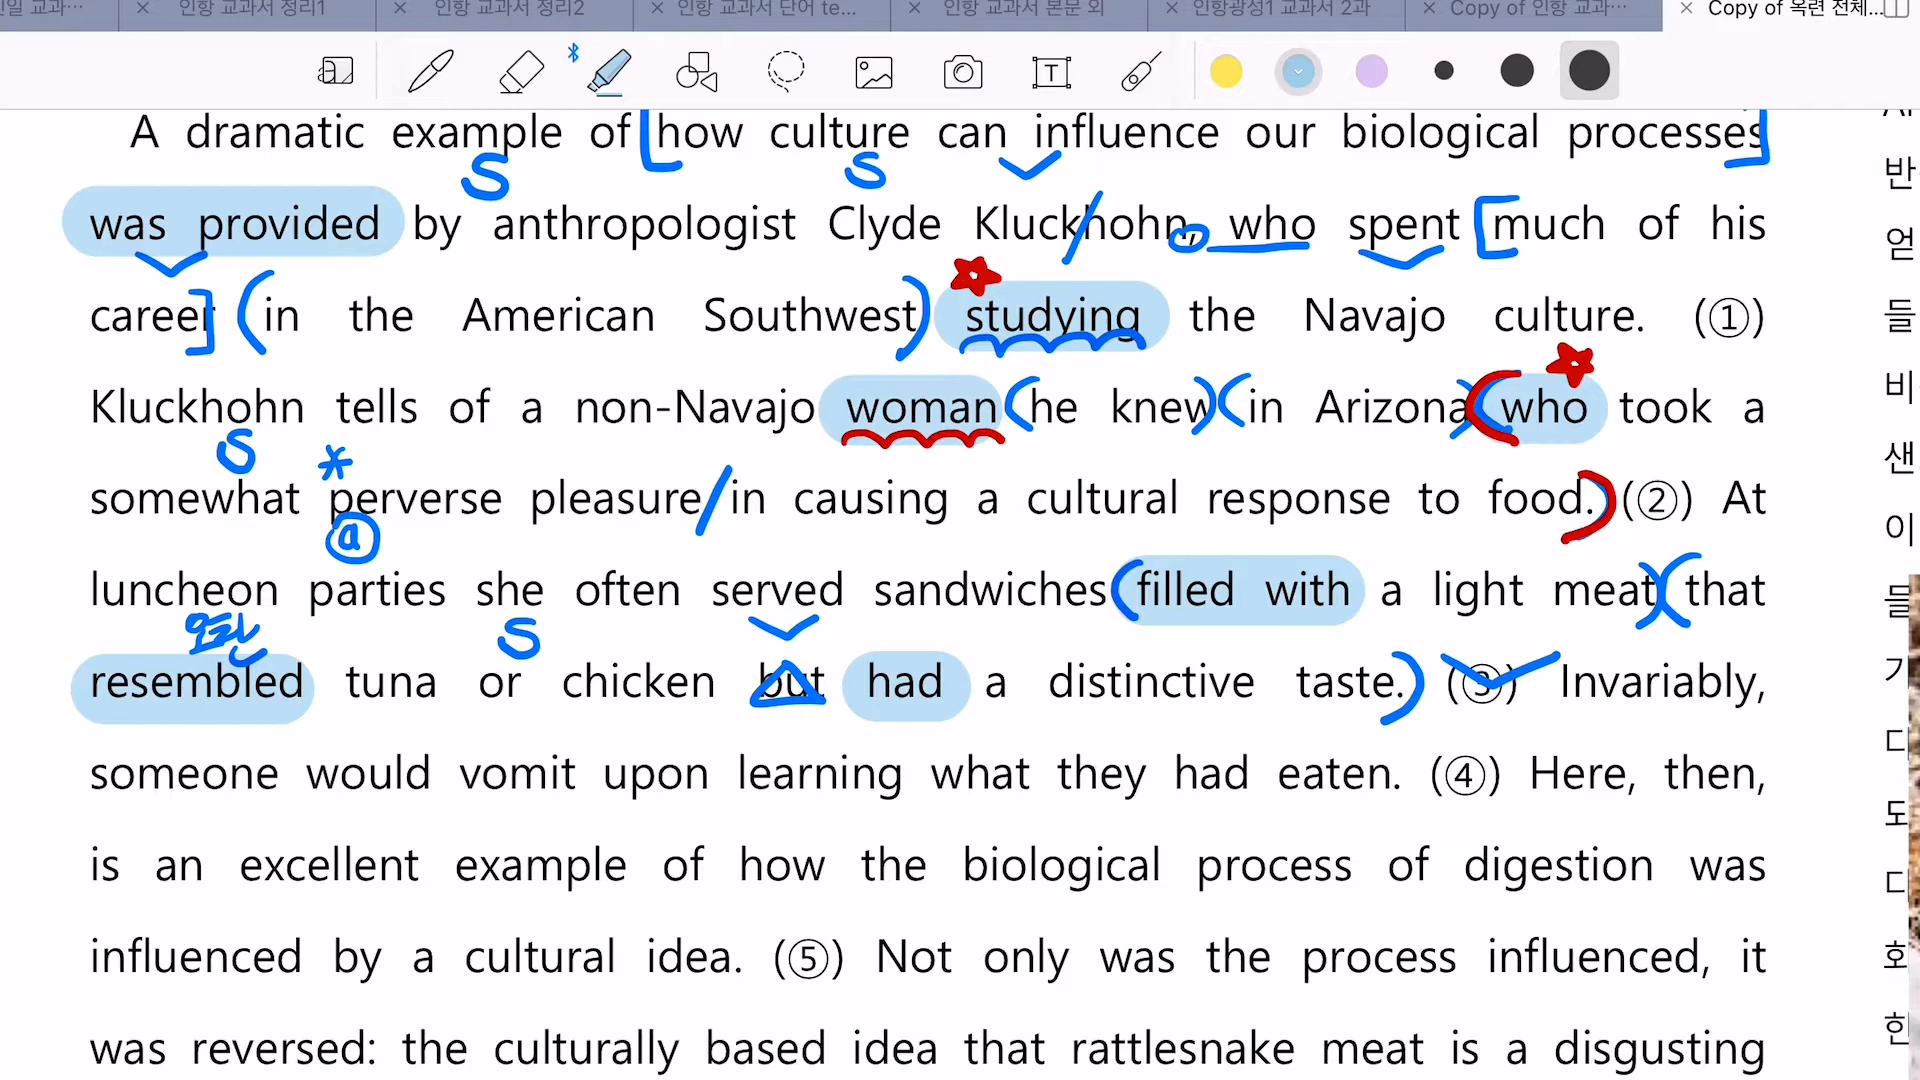 인항 교과서 정리1
인항 교과서 정리2
인항 교과서 단어 te...
인항 교과서 본문 외
인항광성1 교과서 2과
Copy of 인항 교과...
Copy of 옥련 전체...
A dramatic example of how culture can influence our biological processes
S S
was provided by anthropologist Clyde Kluckhohn, who spent much of his
career in the American Southwest studying the Navajo culture. (①)
Kluckhohn tells of a non-Navajo woman he knew in Arizona who took a
S *
somewhat perverse pleasure in causing a cultural response to food. (②) At
ⓐ
luncheon parties she often served sandwiches filled with a light meat that
오찬 S
resembled tuna or chicken but had a distinctive taste. (③) Invariably,
someone would vomit upon learning what they had eaten. (④) Here, then,
is an excellent example of how the biological process of digestion was
influenced by a cultural idea. (⑤) Not only was the process influenced, it
was reversed: the culturally based idea that rattlesnake meat is a disgusting
반
얻
들
비
샌
이
들
기
도
호
한